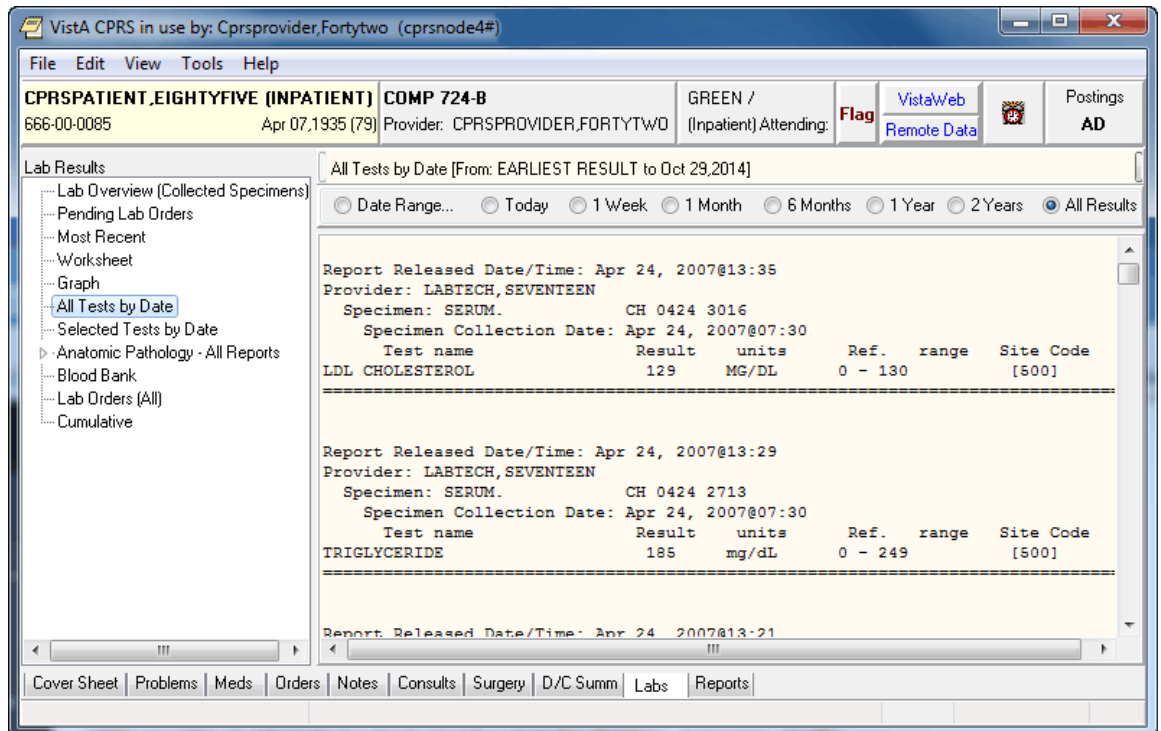 VistA CPRS in use by: Cprsprovider,Fortytwo (cprsnode4#)
File Edit View Tools Help
CPRSPATIENT,EIGHTYFIVE (INPATIENT) COMP 724-B GREEN / Flag VistaWeb Postings
666-00-0085 Apr 07,1935 (79) Provider: CPRSPROVIDER,FORTYTWO (Inpatient) Attending: Remote Data AD
Lab Results
Lab Overview (Collected Specimens)
Pending Lab Orders
Most Recent
Worksheet
Graph
All Tests by Date
Selected Tests by Date
Anatomic Pathology - All Reports
Blood Bank
Lab Orders (All)
Cumulative
All Tests by Date [From: EARLIEST RESULT to Oct 29,2014]
Date Range... Today 1 Week 1 Month 6 Months 1 Year 2 Years All Results
Report Released Date/Time: Apr 24, 2007@13:35
Provider: LABTECH,SEVENTEEN
Specimen: SERUM. CH 0424 3016
Specimen Collection Date: Apr 24, 2007@07:30
Test name Result units Ref. range Site Code
LDL CHOLESTEROL 129 MG/DL 0 - 130 [500]
Report Released Date/Time: Apr 24, 2007@13:29
Provider: LABTECH,SEVENTEEN
Specimen: SERUM. CH 0424 2713
Specimen Collection Date: Apr 24, 2007@07:30
Test name Result units Ref. range Site Code
TRIGLYCERIDE 185 mg/dL 0 - 249 [500]
Report Released Date/Time: Apr 24, 2007@13:21
Cover Sheet Problems Meds Orders Notes Consults Surgery D/C Summ Labs Reports